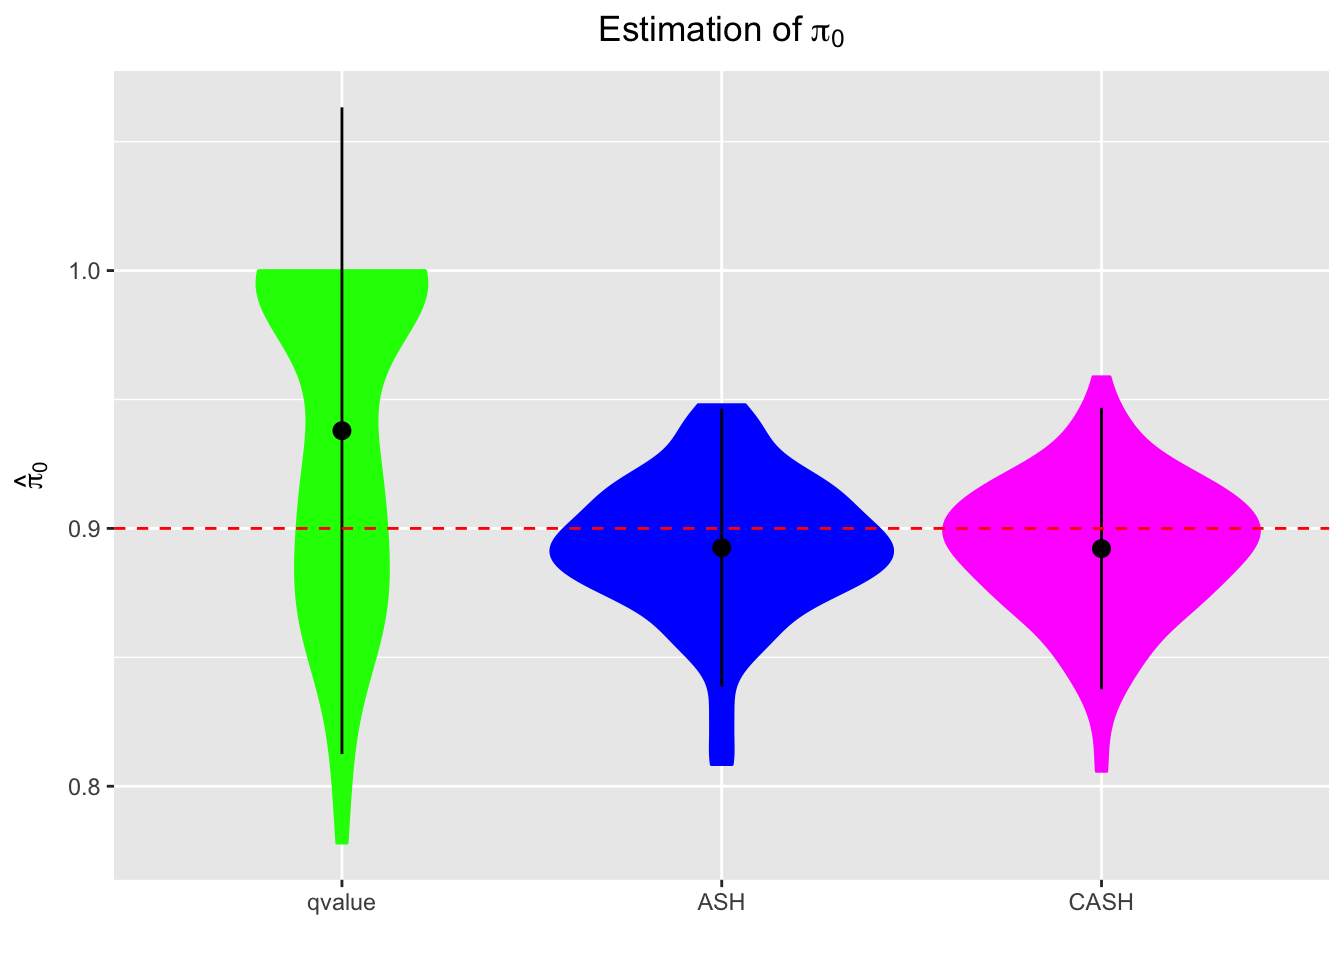 Estimation of π₀
π̂₀
1.0
0.9
0.8
qvalue ASH CASH